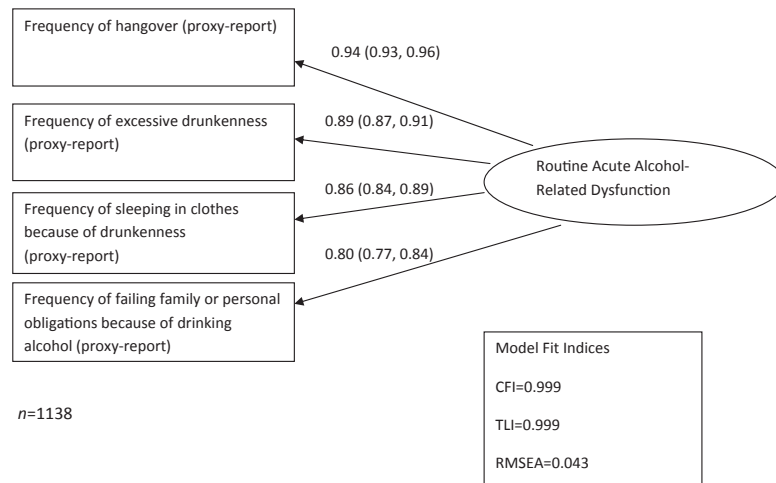 Frequency of hangover (proxy-report)
0.94 (0.93, 0.96)
Frequency of excessive drunkenness
(proxy-report)
0.89 (0.87, 0.91)
Routine Acute Alcohol-
Related Dysfunction
0.86 (0.84, 0.89)
Frequency of sleeping in clothes
because of drunkenness
(proxy-report)
0.80 (0.77, 0.84)
Frequency of failing family or personal
obligations because of drinking
alcohol (proxy-report)
Model Fit Indices
CFI=0.999
TLI=0.999
RMSEA=0.043
n=1138